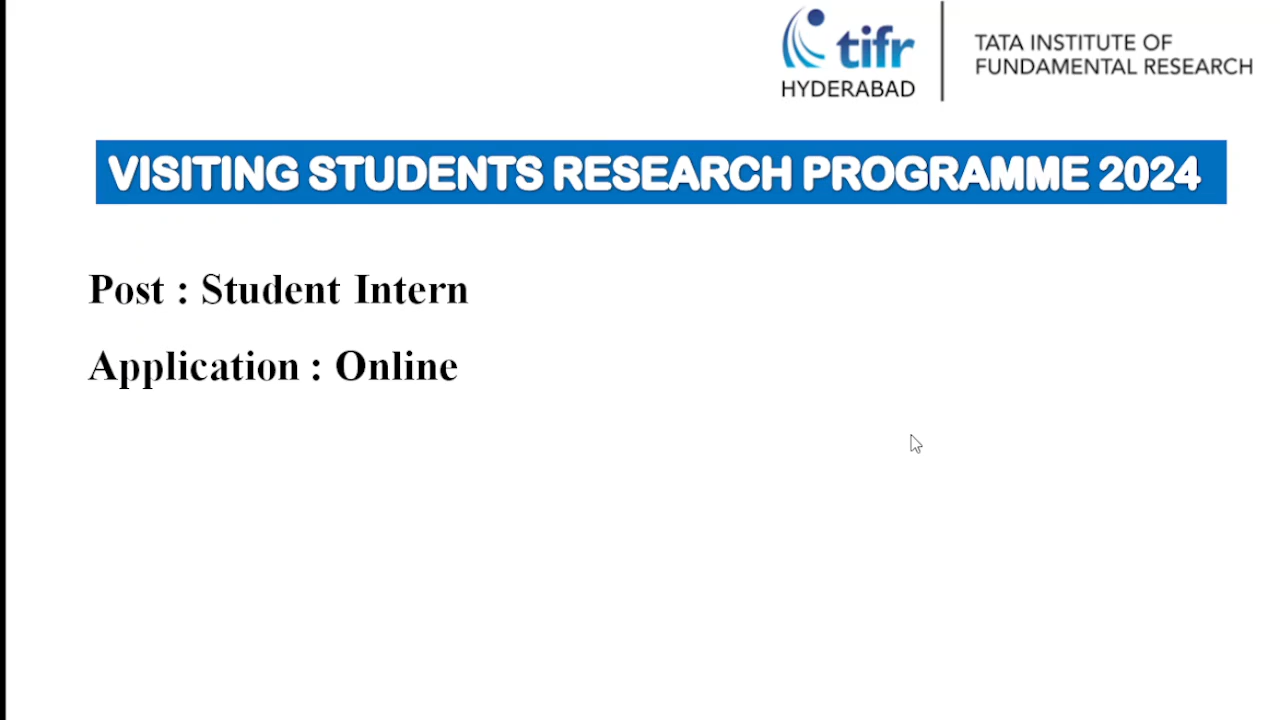 tifr
HYDERABAD
TATA INSTITUTE OF
FUNDAMENTAL RESEARCH
VISITING STUDENTS RESEARCH PROGRAMME 2024
Post : Student Intern
Application : Online